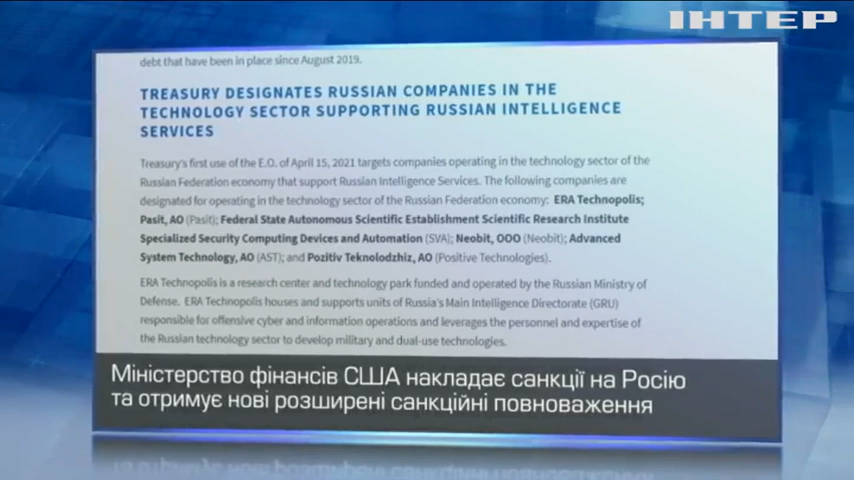 ІНТЕР
debt that have been in place since August 2019.
TREASURY DESIGNATES RUSSIAN COMPANIES IN THE
TECHNOLOGY SECTOR SUPPORTING RUSSIAN INTELLIGENCE
SERVICES
Treasury's first use of the E.O. of April 15, 2021 targets companies operating in the technology sector of the
Russian Federation economy that support Russian Intelligence Services. The following companies are
designated for operating in the technology sector of the Russian Federation economy: ERA Technopolis;
Pasit, AO (Pasit); Federal State Autonomous Scientific Establishment Scientific Research Institute
Specialized Security Computing Devices and Automation (SVA); Neobit, OOO (Neobit); Advanced
System Technology, AO (AST); and Pozitiv Teknolodzhiz, AO (Positive Technologies).
ERA Technopolis is a research center and technology park funded and operated by the Russian Ministry of
Defense. ERA Technopolis houses and supports units of Russia's Main Intelligence Directorate (GRU)
responsible for offensive cyber and information operations and leverages the personnel and expertise of
the Russian technology sector to develop military and dual-use technologies.
Міністерство фінансів США накладає санкції на Росію
та отримує нові розширені санкційні повноваження